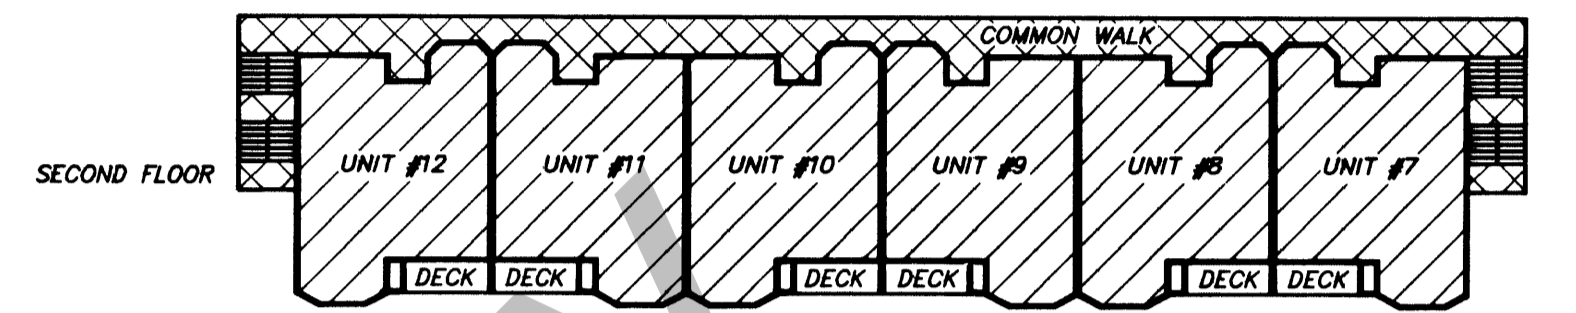 COMMON WALK
SECOND FLOOR
UNIT #12
UNIT #11
UNIT #10
UNIT #9
UNIT #8
UNIT #7
DECK
DECK
DECK
DECK
DECK
DECK